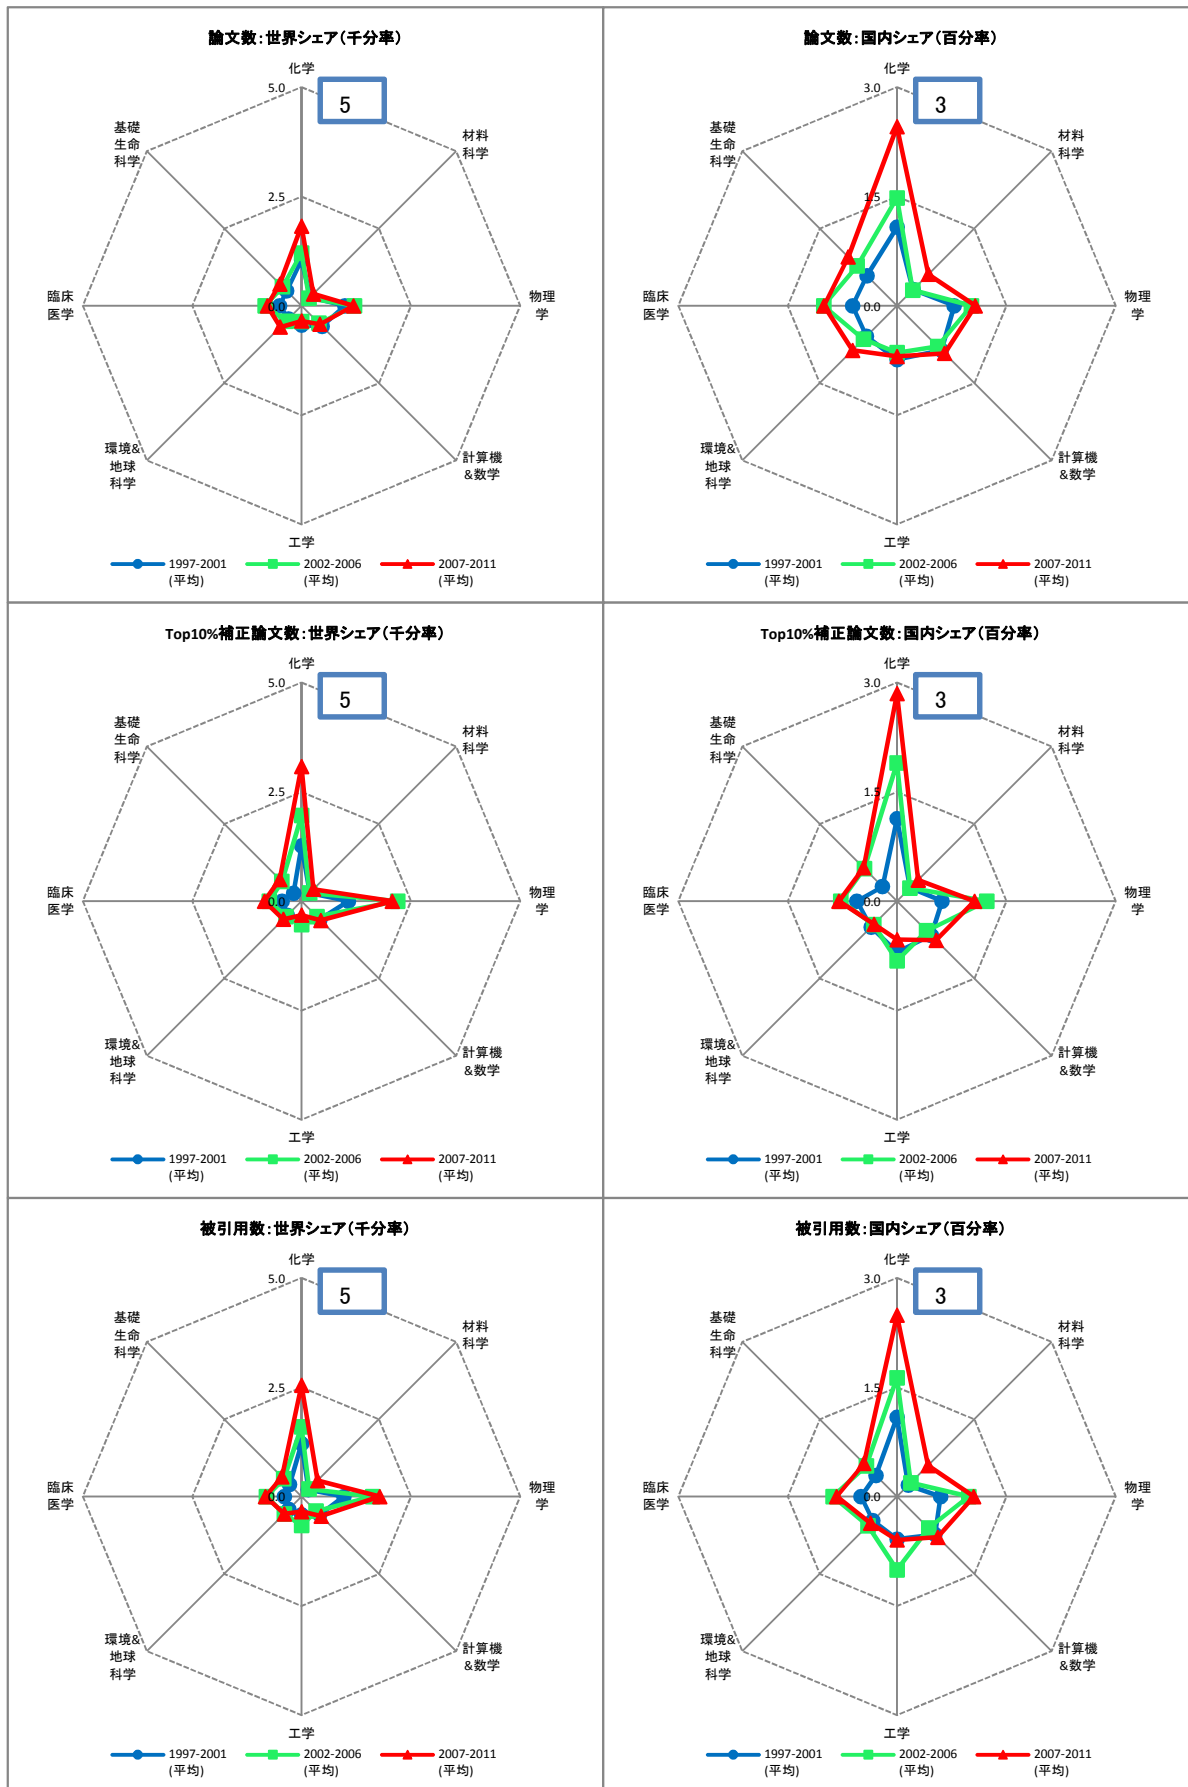 論文数：世界シェア（千分率）
化学
5.0
5
基礎
生命
科学
材料
科学
2.5
臨床
医学
0.0
物理
学
環境&
地球
科学
計算機
&数学
工学
1997-2001
(平均)
2002-2006
(平均)
2007-2011
(平均)
論文数：国内シェア（百分率）
化学
3.0
3
基礎
生命
科学
材料
科学
1.5
臨床
医学
0.0
物理
学
環境&
地球
科学
計算機
&数学
工学
1997-2001
(平均)
2002-2006
(平均)
2007-2011
(平均)
Top10%補正論文数：世界シェア（千分率）
化学
5.0
5
基礎
生命
科学
材料
科学
2.5
臨床
医学
0.0
物理
学
環境&
地球
科学
計算機
&数学
工学
1997-2001
(平均)
2002-2006
(平均)
2007-2011
(平均)
Top10%補正論文数：国内シェア（百分率）
化学
3.0
3
基礎
生命
科学
材料
科学
1.5
臨床
医学
0.0
物理
学
環境&
地球
科学
計算機
&数学
工学
1997-2001
(平均)
2002-2006
(平均)
2007-2011
(平均)
被引用数：世界シェア（千分率）
化学
5.0
5
基礎
生命
科学
材料
科学
2.5
臨床
医学
0.0
物理
学
環境&
地球
科学
計算機
&数学
工学
1997-2001
(平均)
2002-2006
(平均)
2007-2011
(平均)
被引用数：国内シェア（百分率）
化学
3.0
3
基礎
生命
科学
材料
科学
1.5
臨床
医学
0.0
物理
学
環境&
地球
科学
計算機
&数学
工学
1997-2001
(平均)
2002-2006
(平均)
2007-2011
(平均)